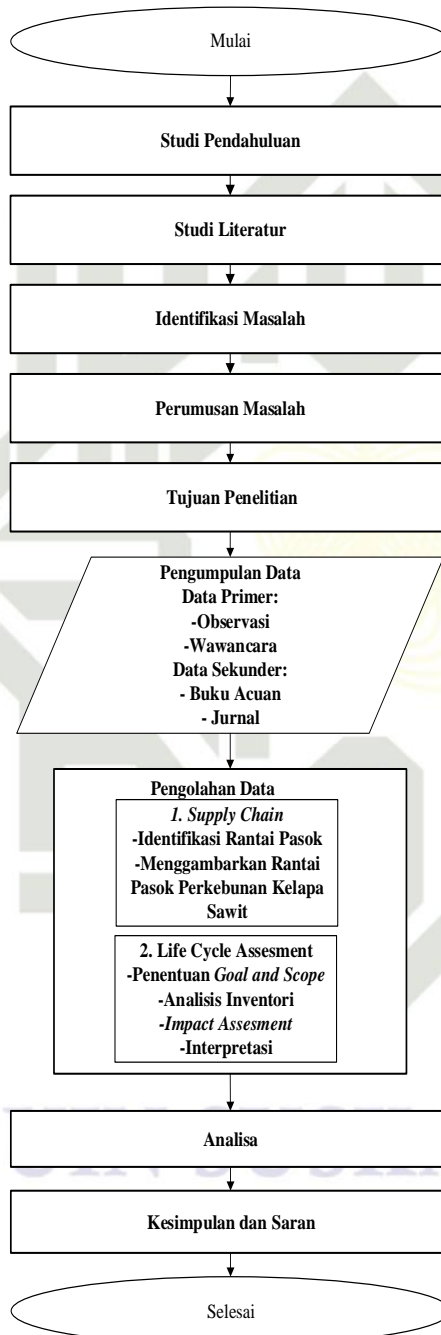 Mulai
Studi Pendahuluan
Studi Literatur
Identifikasi Masalah
Perumusan Masalah
Tujuan Penelitian
Pengumpulan Data
Data Primer:
-Observasi
-Wawancara
Data Sekunder:
- Buku Acuan
- Jurnal
Pengolahan Data
1. Supply Chain
-Identifikasi Rantai Pasok
-Menggambarkan Rantai
Pasok Perkebunan Kelapa
Sawit
2. Life Cycle Assesment
-Penentuan Goal and Scope
-Analisis Inventori
-Impact Assesment
-Interpretasi
Analisa
Kesimpulan dan Saran
Selesai